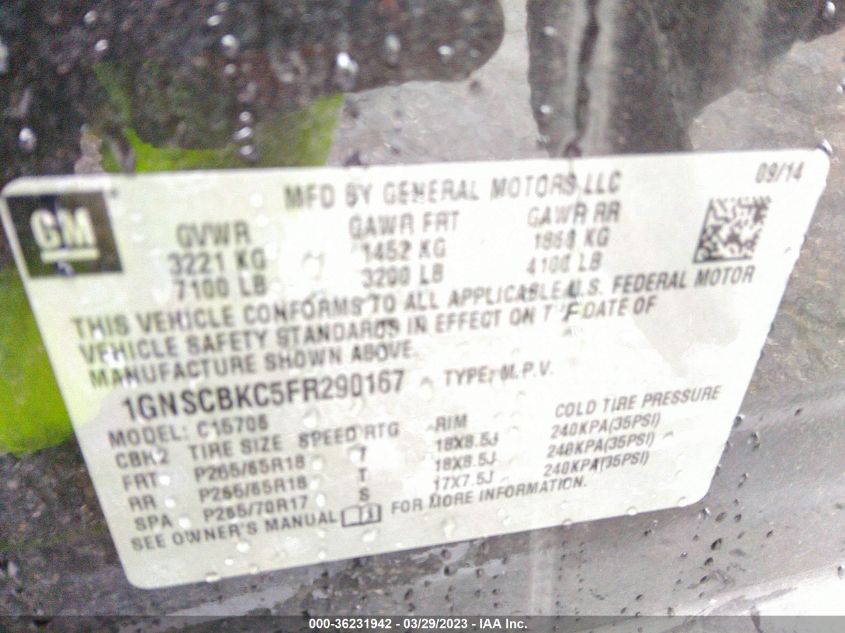 GM
MFD BY GENERAL MOTORS LLC 09/14
GVWR GAWR FRT GAWR RR
3221 KG 1452 KG 1860 KG
7100 LB 3200 LB 4100 LB
THIS VEHICLE CONFORMS TO ALL APPLICABLE U.S. FEDERAL MOTOR
VEHICLE SAFETY STANDARDS IN EFFECT ON THE DATE OF
MANUFACTURE SHOWN ABOVE.
1GNSCBKC5FR290167 TYPE: M.P.V.
MODEL: C15706
CBK2 TIRE SIZE SPEED RTG RIM COLD TIRE PRESSURE
FRT P265/65R18 T 18X8.5J 240KPA(35PSI)
RR P265/65R18 T 18X8.5J 240KPA(35PSI)
SPA P265/70R17 S 17X7.5J 240KPA(35PSI)
SEE OWNER'S MANUAL FOR MORE INFORMATION.
000-36231942 - 03/29/2023 - IAA Inc.